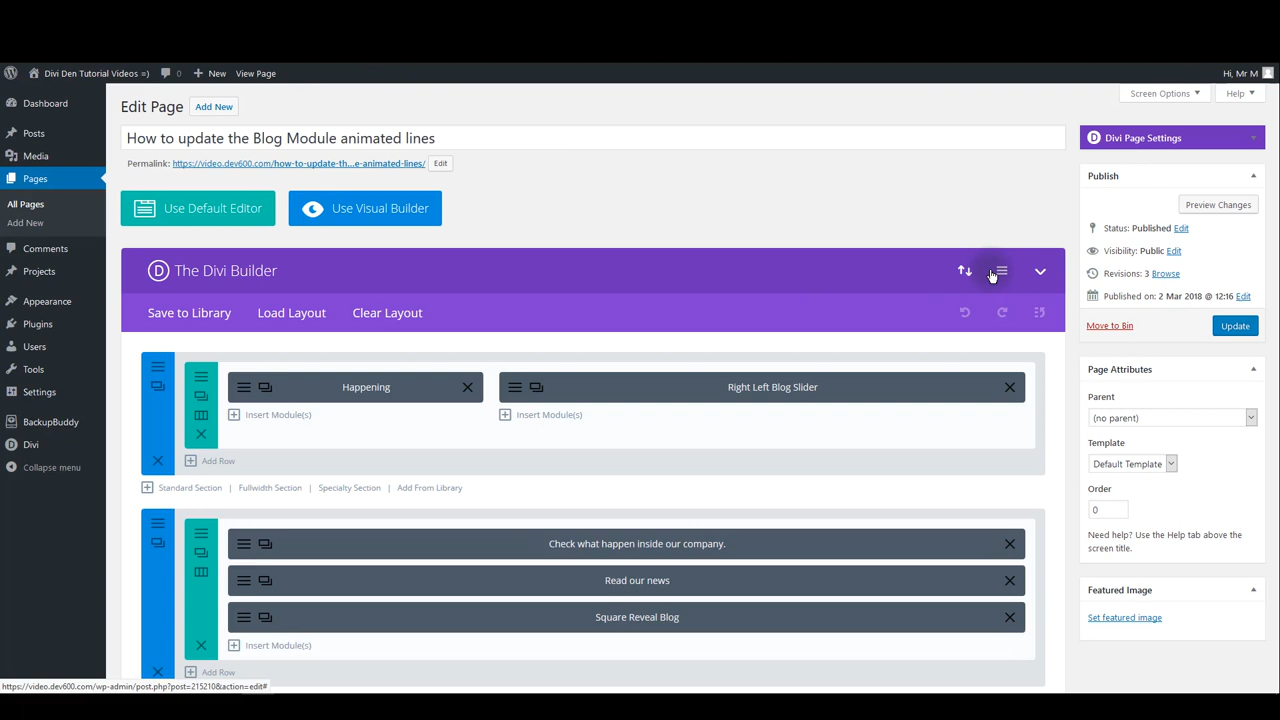 Divi Den Tutorial Videos =)
0
New
View Page
Hi, Mr M
Dashboard
Posts
Media
Pages
All Pages
Add New
Comments
Projects
Appearance
Plugins
Users
Tools
Settings
BackupBuddy
Divi
Collapse menu
Screen Options
Help
Edit Page
Add New
How to update the Blog Module animated lines
Permalink: https://video.dev600.com/how-to-update-th...e-animated-lines/
Edit
Use Default Editor
Use Visual Builder
D
The Divi Builder
Save to Library
Load Layout
Clear Layout
Happening
Right Left Blog Slider
Insert Module(s)
Insert Module(s)
Add Row
Standard Section | Fullwidth Section | Specialty Section | Add From Library
Check what happen inside our company.
Read our news
Square Reveal Blog
Insert Module(s)
Add Row
D
Divi Page Settings
Publish
Preview Changes
Status: Published Edit
Visibility: Public Edit
Revisions: 3 Browse
Published on: 2 Mar 2018 @ 12:16 Edit
Move to Bin
Update
Page Attributes
Parent
(no parent)
Template
Default Template
Order
0
Need help? Use the Help tab above the
screen title.
Featured Image
Set featured image
https://video.dev600.com/wp-admin/post.php?post=215210&action=edit#